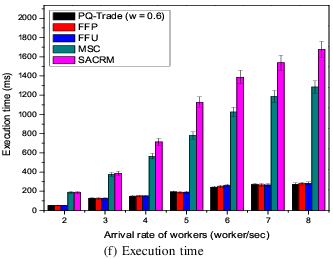 2000
1800
1600
1400
1200
1000
800
600
400
200
0
Execution time (ms)
PQ-Trade (w = 0.6)
FFP
FFU
MSC
SACRM
2 3 4 5 6 7 8
Arrival rate of workers (worker/sec)
(f) Execution time